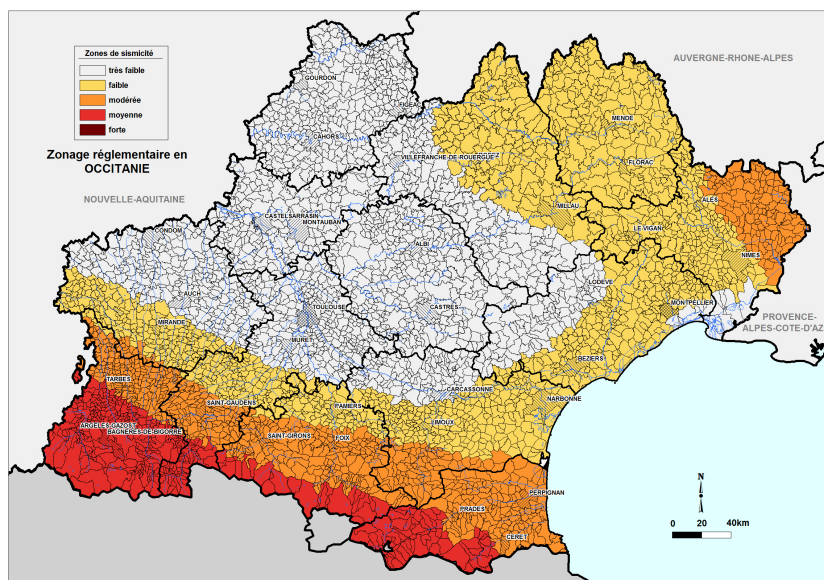 Zones de sismicité
très faible
faible
modérée
moyenne
forte
Zonage réglementaire en
OCCITANIE
AUVERGNE-RHONE-ALPES
NOUVELLE-AQUITAINE
PROVENCE-
ALPES-COTE-D'AZ
GOURDON
FIGEAC
CAHORS
MENDE
VILLEFRANCHE-DE-ROUERGUE
FLORAC
ALES
CASTELSARRASIN
MONTAUBAN
MILLAU
LE-VIGAN
CONDOM
ALBI
NIMES
LODEVE
AUCH
TOULOUSE
CASTRES
MONTPELLIER
MIRANDE
MURET
BEZIERS
TARBES
CARCASSONNE
NARBONNE
SAINT-GAUDENS
PAMIERS
LIMOUX
ARGELES-GAZOST
BAGNERES-DE-BIGORRE
SAINT-GIRONS
FOIX
PERPIGNAN
PRADES
CERET
N
0 20 40km